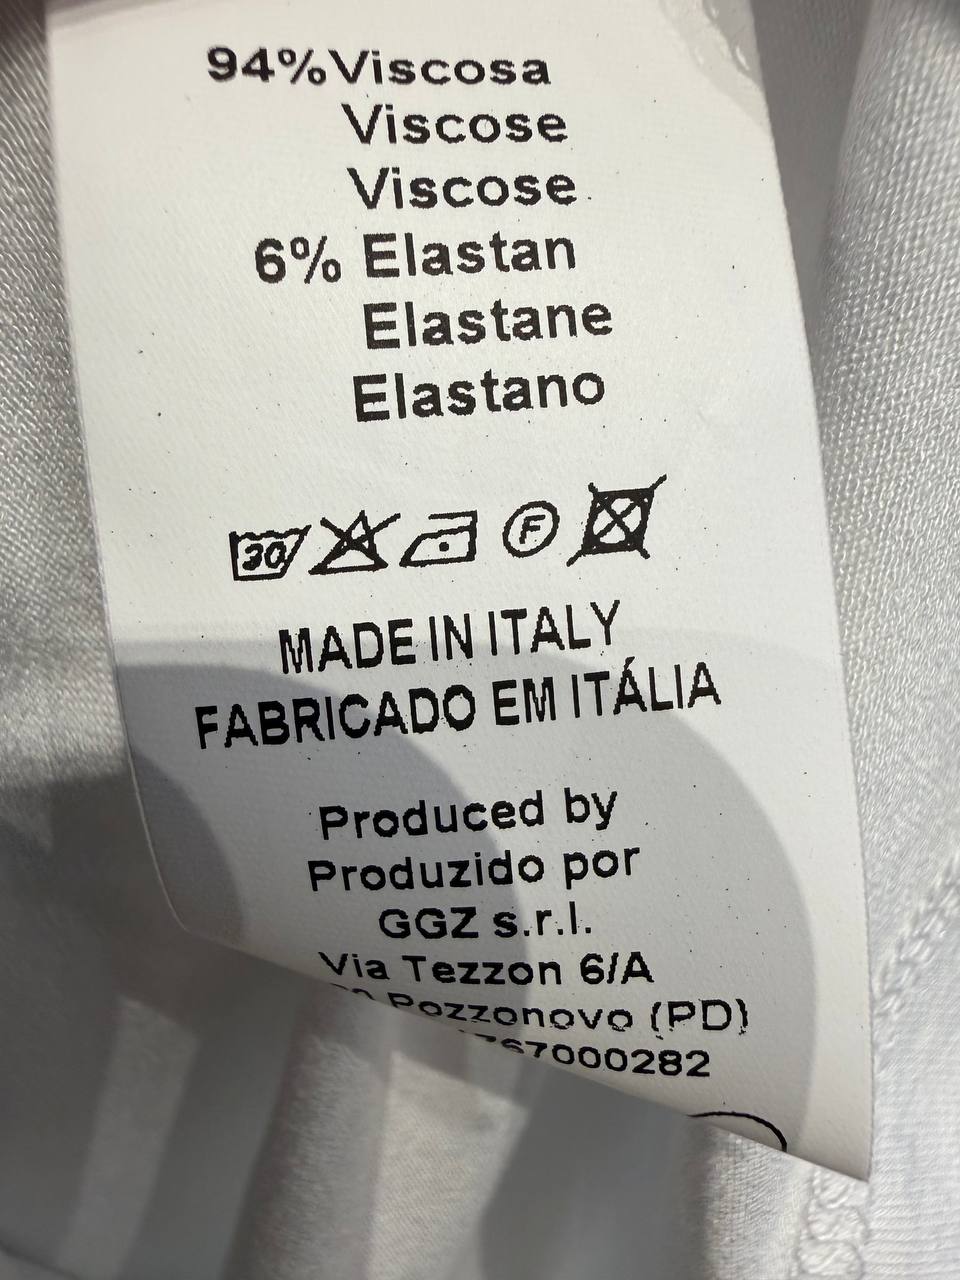 94% Viscosa
Viscose
Viscose
6% Elastan
Elastane
Elastano
30 F
MADE IN ITALY
FABRICADO EM ITÁLIA
Produced by
Produzido por
GGZ s.r.l.
Via Tezzon 6/A
Pozzonovo (PD)
67000282